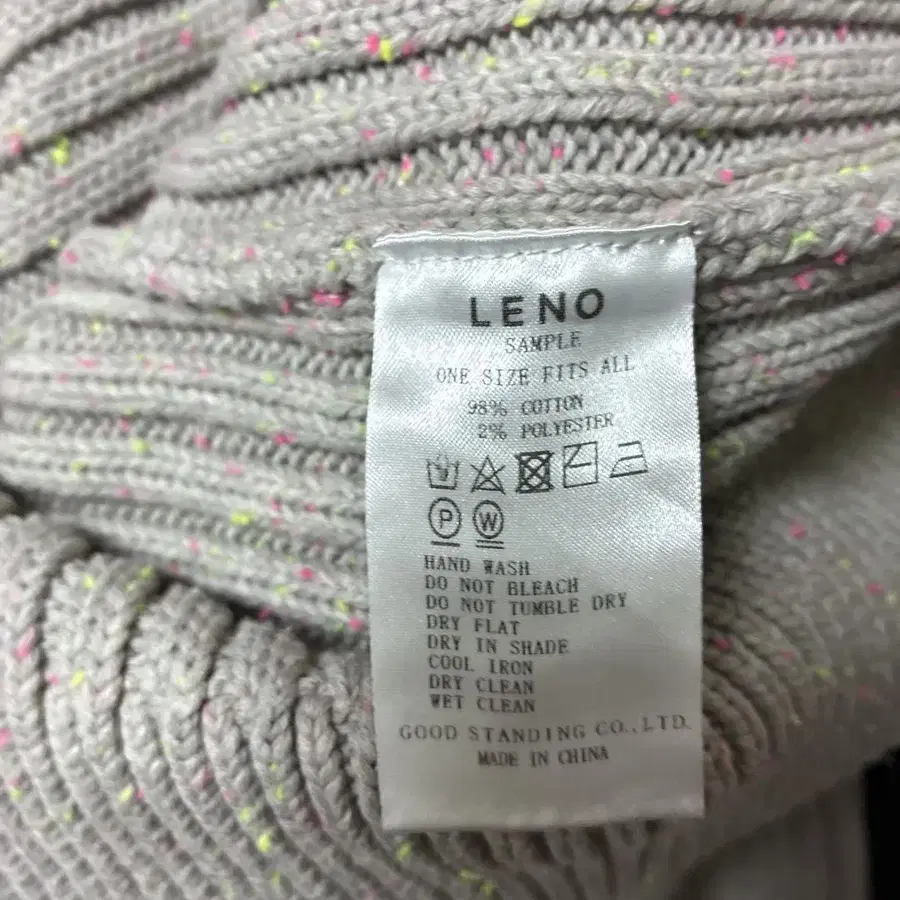 LENO
SAMPLE
ONE SIZE FITS ALL
98% COTTON
2% POLYESTER
P W
HAND WASH
DO NOT BLEACH
DO NOT TUMBLE DRY
DRY FLAT
DRY IN SHADE
COOL IRON
DRY CLEAN
WET CLEAN
GOOD STANDING CO.,LTD.
MADE IN CHINA